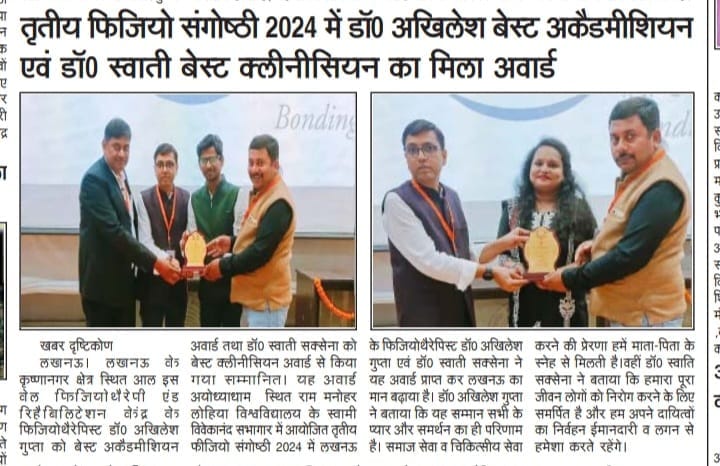 तृतीय फिजियो संगोष्ठी 2024 में डॉ0 अखिलेश बेस्ट अकैडमीशियन
एवं डॉ0 स्वाती बेस्ट क्लीनीसियन का मिला अवार्ड
Bonding
खबर दृष्टिकोण
लखनऊ। लखनऊ के
कृष्णानगर क्षेत्र स्थित आल इस
वेल फिजियोथैरेपी एंड
रिहैबिलिटेशन केंद्र के
फिजियोथैरेपिस्ट डॉ0 अखिलेश
गुप्ता को बेस्ट अकैडमीशियन
अवार्ड तथा डॉ0 स्वाती सक्सेना को
बेस्ट क्लीनीसियन अवार्ड से किया
गया सम्मानित। यह अवार्ड
अयोध्याधाम स्थित राम मनोहर
लोहिया विश्वविद्यालय के स्वामी
विवेकानंद सभागार में आयोजित तृतीय
फीजियो संगोष्ठी 2024 में लखनऊ
के फिजियोथैरेपिस्ट डॉ0 अखिलेश
गुप्ता एवं डॉ0 स्वाती सक्सेना ने
यह अवार्ड प्राप्त कर लखनऊ का
मान बढ़ाया है। डॉ0 अखिलेश गुप्ता
ने बताया कि यह सम्मान सभी के
प्यार और समर्थन का ही परिणाम
है। समाज सेवा व चिकित्सीय सेवा
करने की प्रेरणा हमें माता-पिता के
स्नेह से मिलती है।वहीं डॉ0 स्वाति
सक्सेना ने बताया कि हमारा पूरा
जीवन लोगों को निरोग करने के लिए
समर्पित है और हम अपने दायित्वों
का निर्वहन ईमानदारी व लगन से
हमेशा करते रहेंगे।